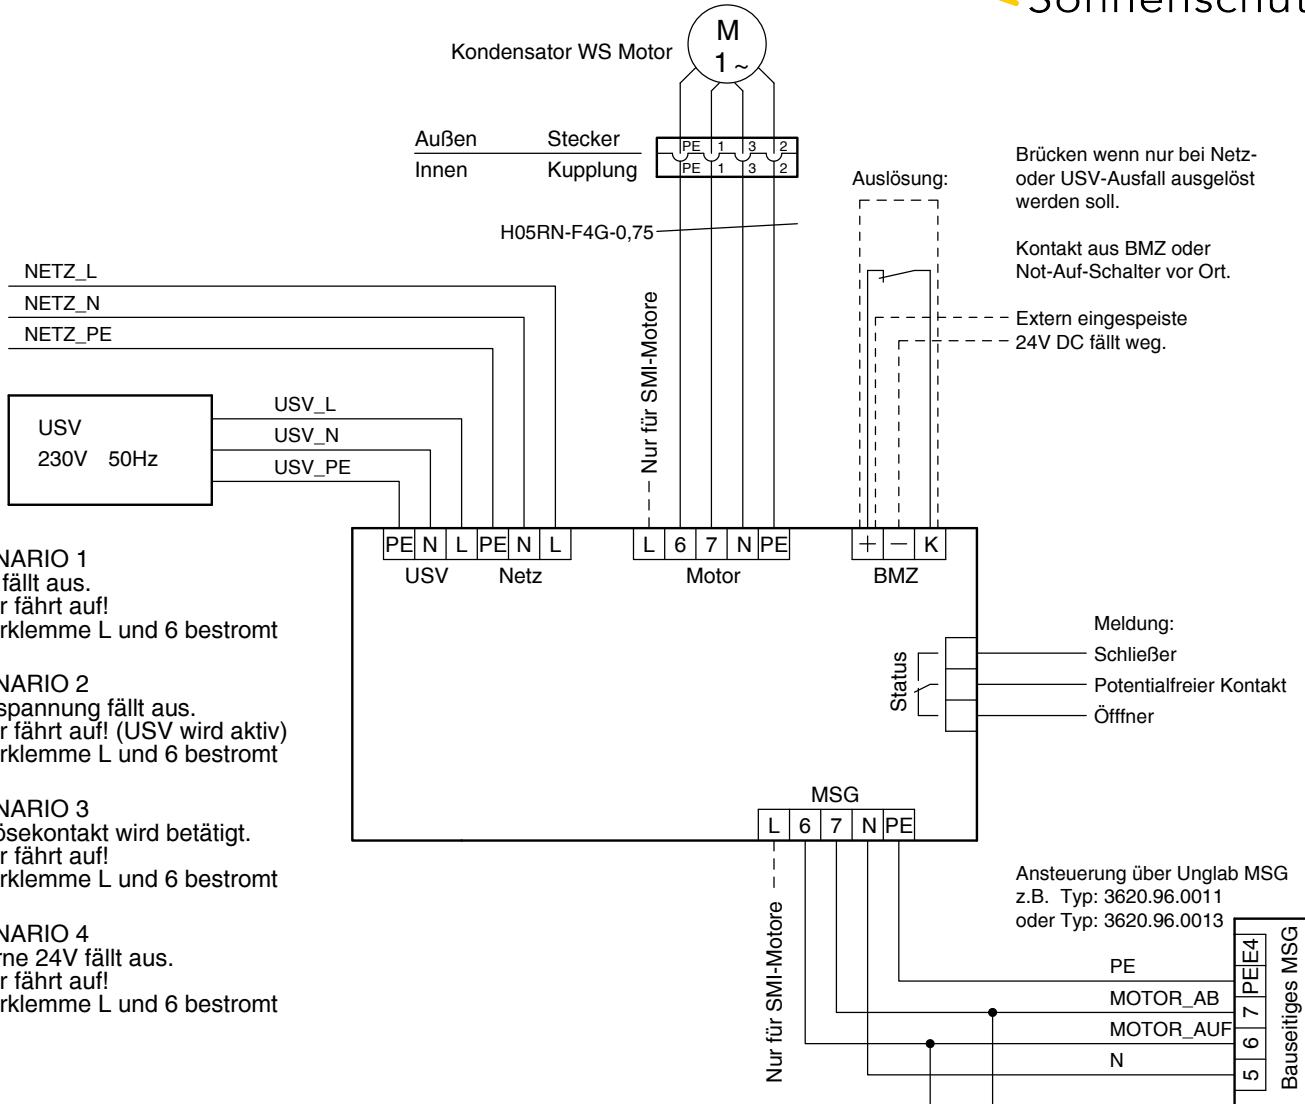 Sonnenschut
M
1 ~
Kondensator WS Motor
Außen Stecker
Innen Kupplung
PE 1 3 2
PE 1 3 2
H05RN-F4G-0,75
Auslösung:
Brücken wenn nur bei Netz-
oder USV-Ausfall ausgelöst
werden soll.
Kontakt aus BMZ oder
Not-Auf-Schalter vor Ort.
Extern eingespeiste
24V DC fällt weg.
NETZ_L
NETZ_N
NETZ_PE
USV
230V 50Hz
USV_L
USV_N
USV_PE
Nur für SMI-Motore
PE N L PE N L
USV Netz
L 6 7 N PE
Motor
+ — K
BMZ
NARIO 1
fällt aus.
r fährt auf!
rklemme L und 6 bestromt
NARIO 2
spannung fällt aus.
r fährt auf! (USV wird aktiv)
rklemme L und 6 bestromt
NARIO 3
ösekontakt wird betätigt.
r fährt auf!
rklemme L und 6 bestromt
NARIO 4
rne 24V fällt aus.
r fährt auf!
rklemme L und 6 bestromt
Status
Meldung:
Schließer
Potentialfreier Kontakt
Öfffner
MSG
L 6 7 N PE
Nur für SMI-Motore
Ansteuerung über Unglab MSG
z.B. Typ: 3620.96.0011
oder Typ: 3620.96.0013
PE
MOTOR_AB
MOTOR_AUF
N
5 6 7 PE E4
Bauseitiges MSG